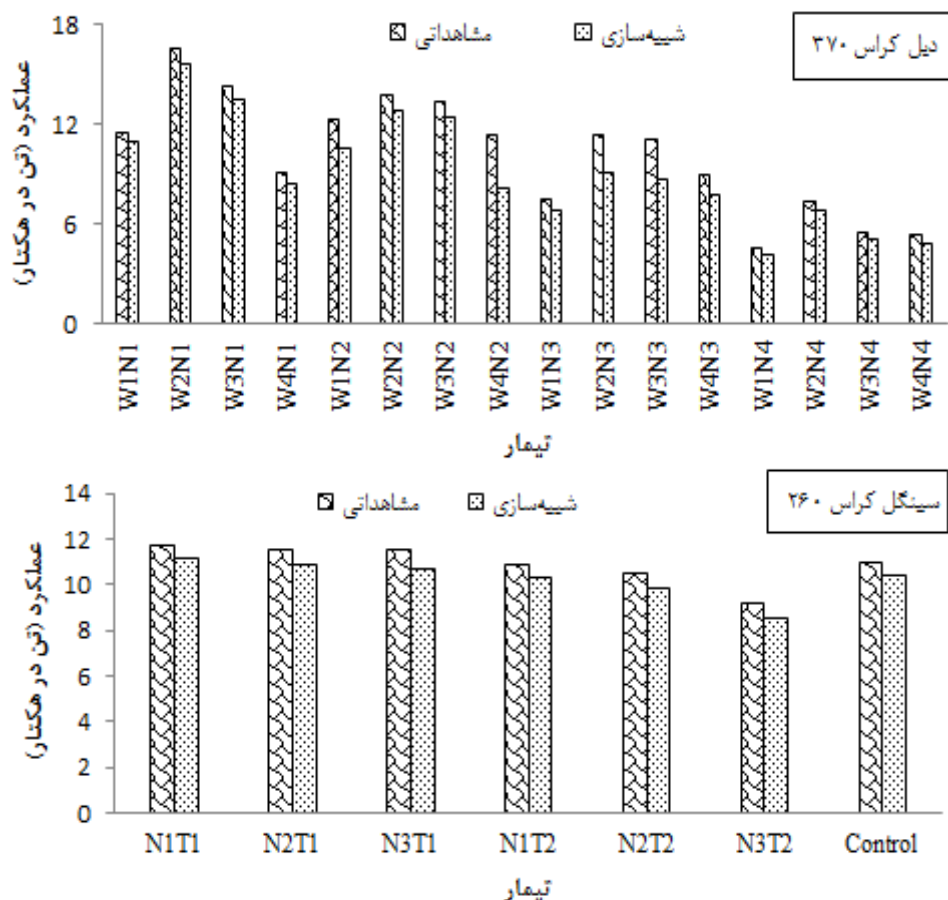 دبل کراس ۳۷۰
مشاهداتی شبیه‌سازی
عملکرد (تن در هکتار)
18
12
6
0
W1N1 W2N1 W3N1 W4N1 W1N2 W2N2 W3N2 W4N2 W1N3 W2N3 W3N3 W4N3 W1N4 W2N4 W3N4 W4N4
تیمار
سینگل کراس ۲۶۰
مشاهداتی شبیه‌سازی
عملکرد (تن در هکتار)
14
12
10
8
6
4
2
0
N1T1 N2T1 N3T1 N1T2 N2T2 N3T2 Control
تیمار